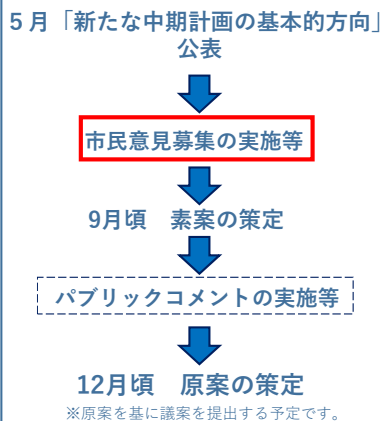 ５月「新たな中期計画の基本的方向」
公表
市民意見募集の実施等
9月頃　素案の策定
パブリックコメントの実施等
12月頃　原案の策定
※原案を基に議案を提出する予定です。